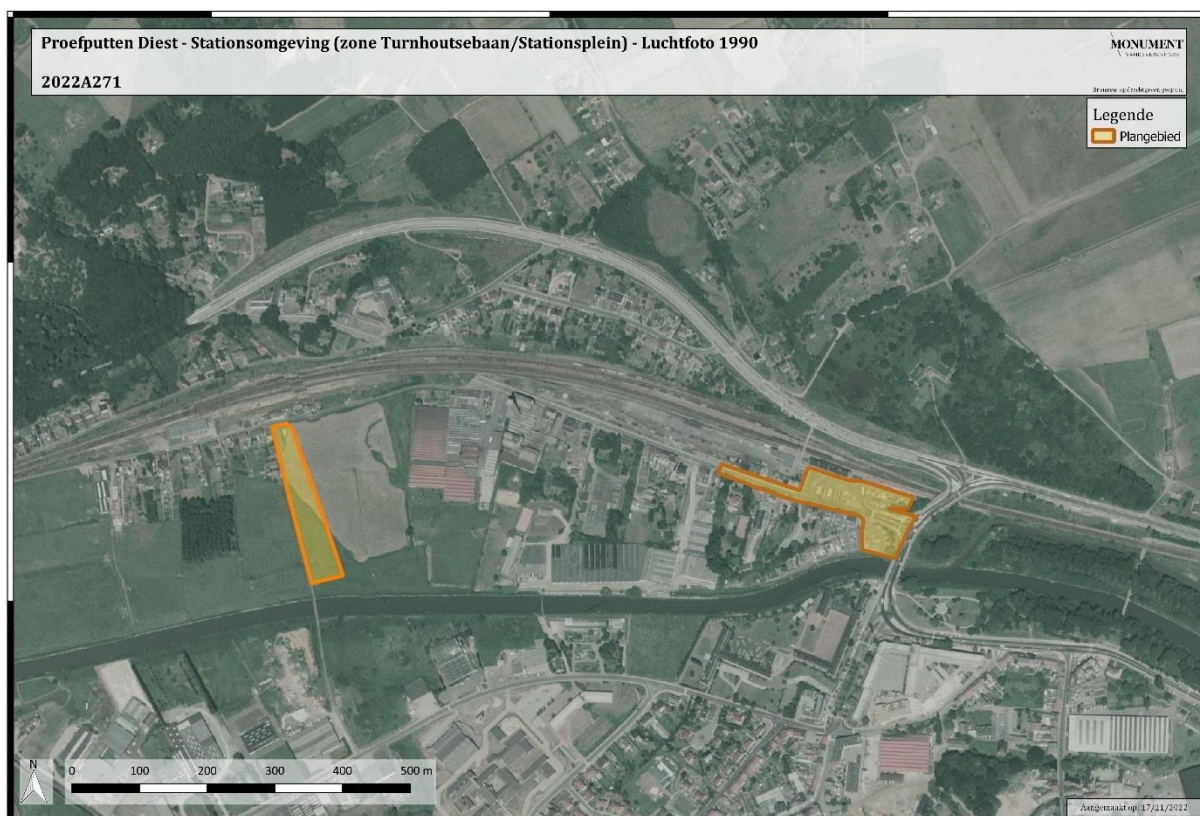 Proefputten Diest - Stationsomgeving (zone Turnhoutsebaan/Stationsplein) - Luchtfoto 1990
2022A271
MONUMENT
Legende
Plangebied
N
0 100 200 300 400 500 m
Aangemaakt op: 17/11/2022